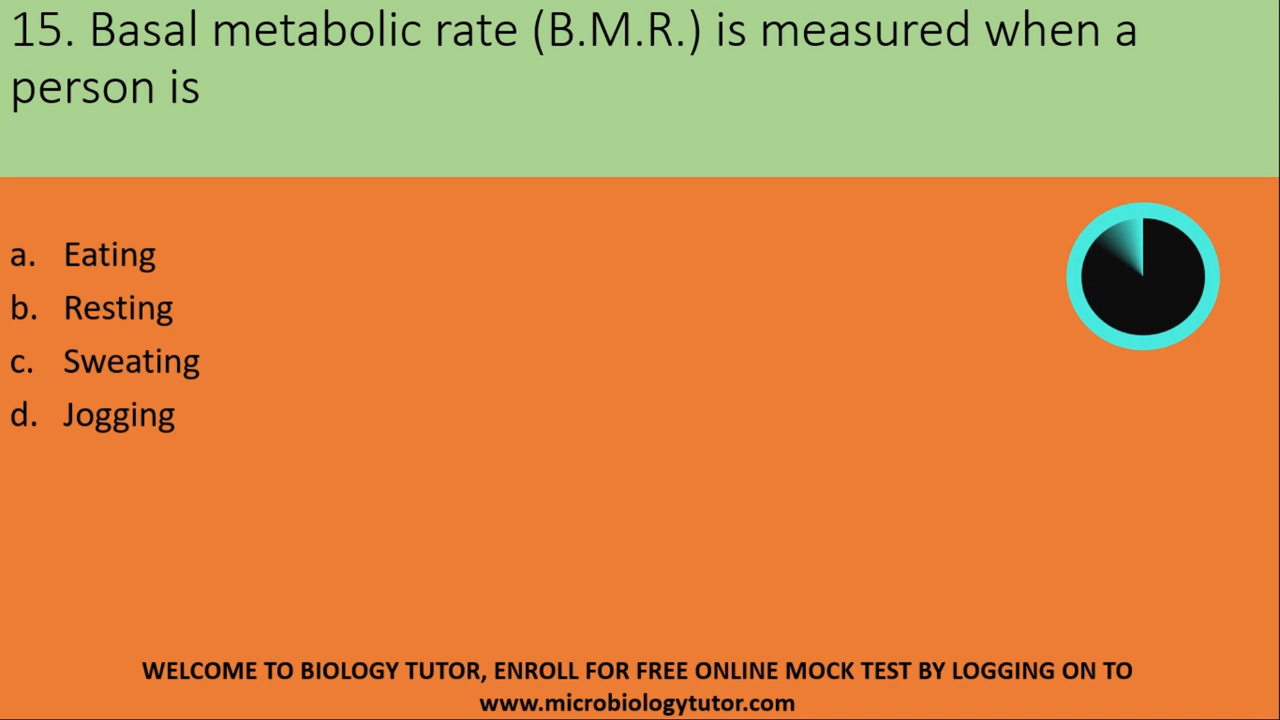 15. Basal metabolic rate (B.M.R.) is measured when a
person is
a. Eating
b. Resting
c. Sweating
d. Jogging
WELCOME TO BIOLOGY TUTOR, ENROLL FOR FREE ONLINE MOCK TEST BY LOGGING ON TO
www.microbiologytutor.com